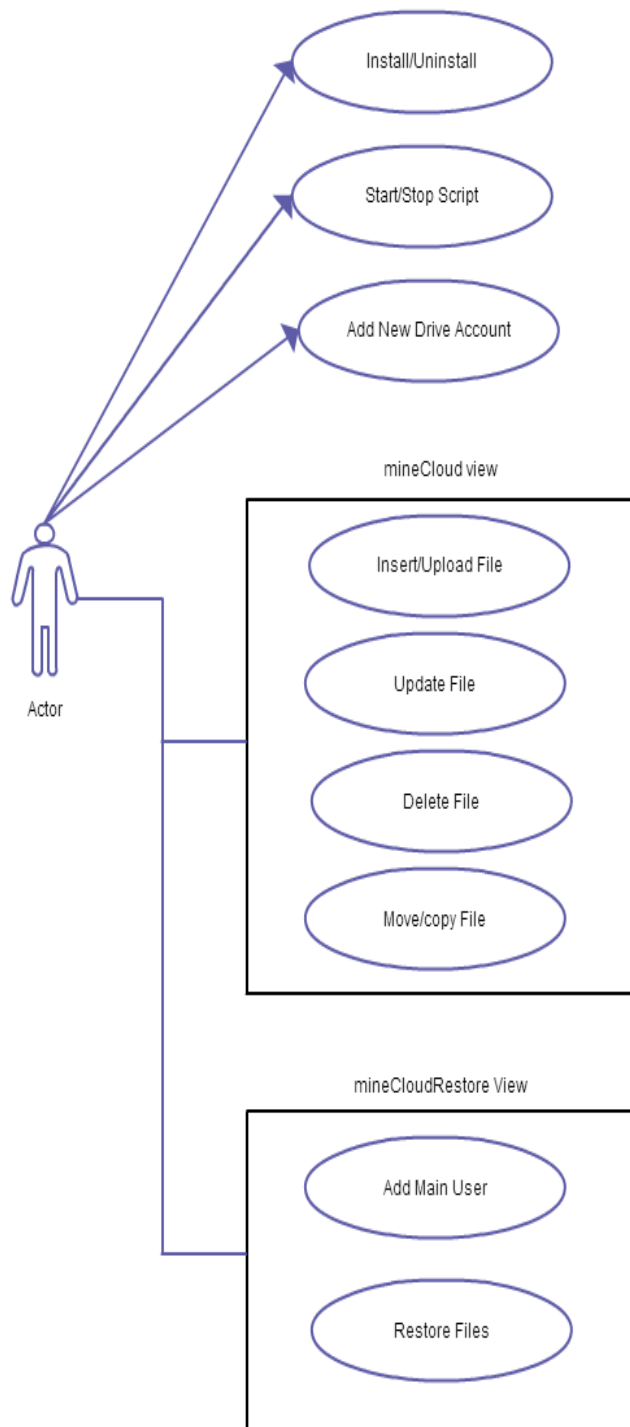 Install/Uninstall
Start/Stop Script
Add New Drive Account
mineCloud view
Insert/Upload File
Update File
Actor
Delete File
Move/copy File
mineCloudRestore View
Add Main User
Restore Files